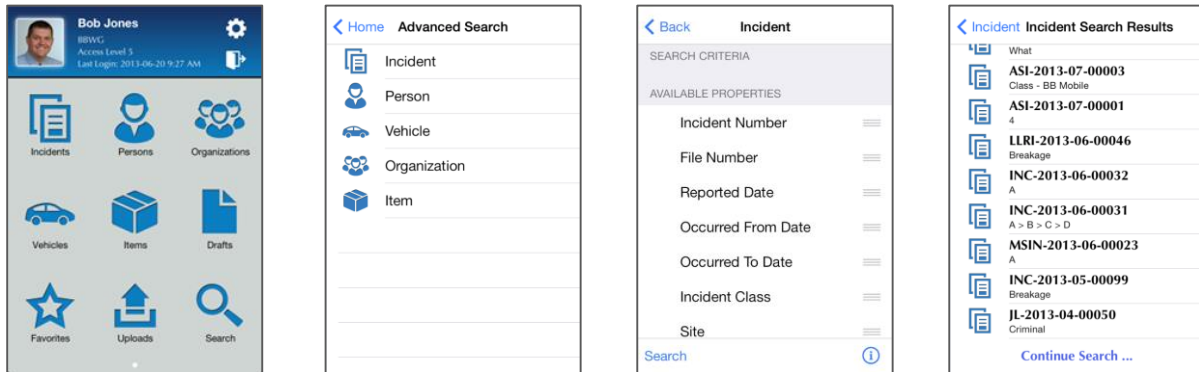 Bob Jones
BBWG
Access Level 5
Last Login: 2013-06-20 9:27 AM
Incidents
Persons
Organizations
Vehicles
Items
Drafts
Favorites
Uploads
Search
Home Advanced Search
Incident
Person
Vehicle
Organization
Item
Back Incident
SEARCH CRITERIA
AVAILABLE PROPERTIES
Incident Number
File Number
Reported Date
Occurred From Date
Occurred To Date
Incident Class
Site
Search
Incident Incident Search Results
What
ASI-2013-07-00003
Class - BB Mobile
ASI-2013-07-00001
4
LLRI-2013-06-00046
Breakage
INC-2013-06-00032
A
INC-2013-06-00031
A > B > C > D
MSIN-2013-06-00023
A
INC-2013-05-00099
Breakage
JL-2013-04-00050
Criminal
Continue Search ...